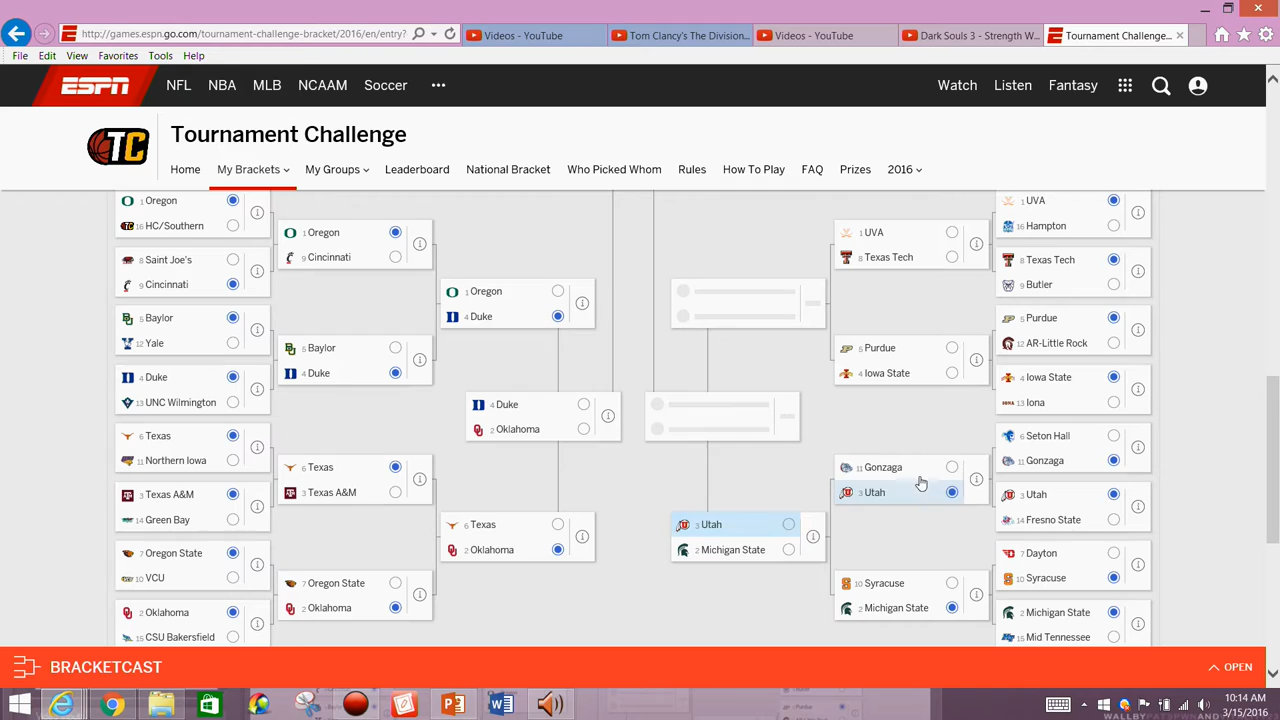 http://games.espn.go.com/tournament-challenge-bracket/2016/en/entry?
Videos - YouTube
Tom Clancy's The Division...
Videos - YouTube
Dark Souls 3 - Strength W...
Tournament Challenge...
File Edit View Favorites Tools Help
ESPN NFL NBA MLB NCAAM Soccer ••• Watch Listen Fantasy
TC Tournament Challenge
Home My Brackets My Groups Leaderboard National Bracket Who Picked Whom Rules How To Play FAQ Prizes 2016
1 Oregon
16 HC/Southern
8 Saint Joe's
9 Cincinnati
5 Baylor
12 Yale
4 Duke
13 UNC Wilmington
6 Texas
11 Northern Iowa
3 Texas A&M
14 Green Bay
7 Oregon State
10 VCU
2 Oklahoma
15 CSU Bakersfield
1 Oregon
9 Cincinnati
5 Baylor
4 Duke
6 Texas
3 Texas A&M
7 Oregon State
2 Oklahoma
1 Oregon
4 Duke
6 Texas
2 Oklahoma
4 Duke
2 Oklahoma
3 Utah
2 Michigan State
1 UVA
8 Texas Tech
5 Purdue
4 Iowa State
11 Gonzaga
3 Utah
10 Syracuse
2 Michigan State
1 UVA
16 Hampton
8 Texas Tech
9 Butler
5 Purdue
12 AR-Little Rock
4 Iowa State
13 Iona
6 Seton Hall
11 Gonzaga
3 Utah
14 Fresno State
7 Dayton
10 Syracuse
2 Michigan State
15 Mid Tennessee
BRACKETCAST OPEN
10:14 AM
3/15/2016